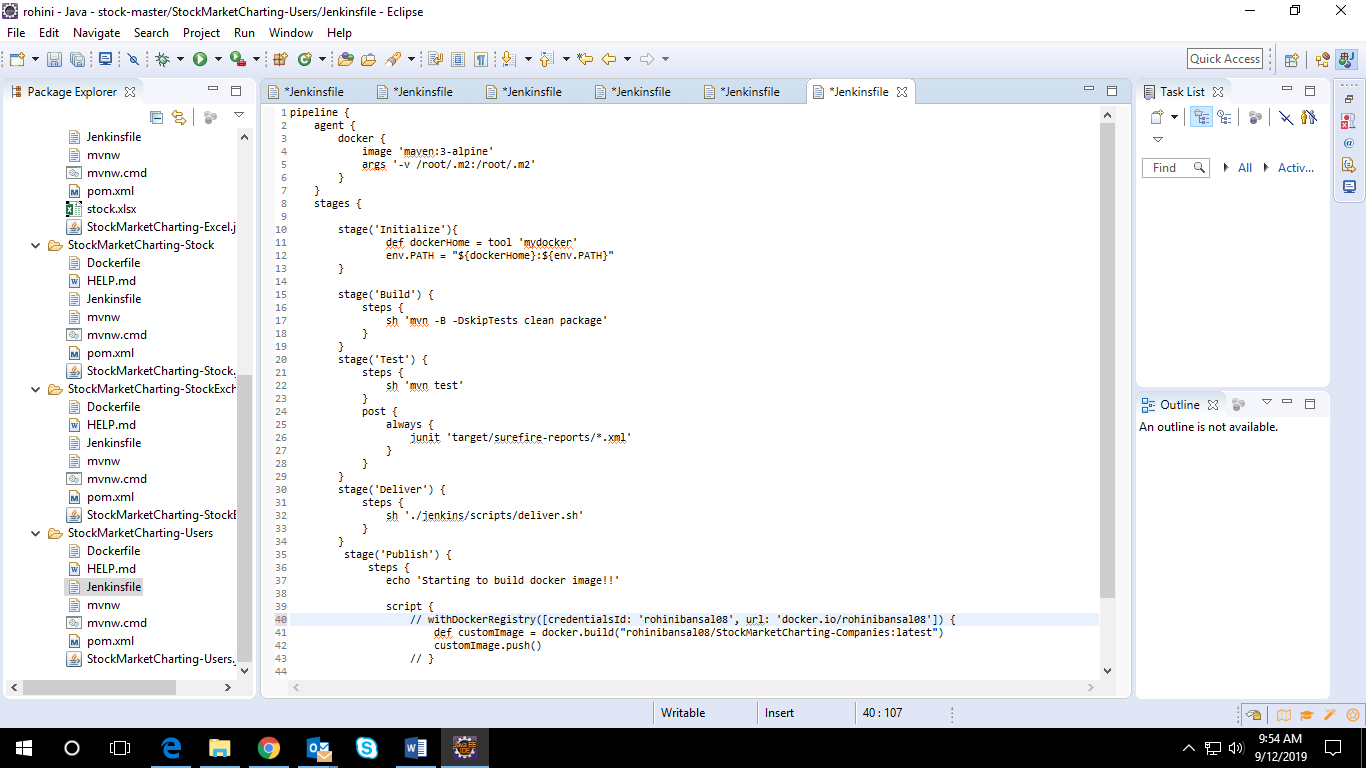 rohini - Java - stock-master/StockMarketCharting-Users/Jenkinsfile - Eclipse
File Edit Navigate Search Project Run Window Help
Quick Access
Package Explorer
Jenkinsfile
mvnw
mvnw.cmd
pom.xml
stock.xlsx
StockMarketCharting-Excel.j
StockMarketCharting-Stock
Dockerfile
HELP.md
Jenkinsfile
mvnw
mvnw.cmd
pom.xml
StockMarketCharting-Stock.
StockMarketCharting-StockExch
Dockerfile
HELP.md
Jenkinsfile
mvnw
mvnw.cmd
pom.xml
StockMarketCharting-StockE
StockMarketCharting-Users
Dockerfile
HELP.md
Jenkinsfile
mvnw
mvnw.cmd
pom.xml
StockMarketCharting-Users.
*Jenkinsfile *Jenkinsfile *Jenkinsfile *Jenkinsfile *Jenkinsfile *Jenkinsfile
1 pipeline {
2 agent {
3 docker {
4 image 'maven:3-alpine'
5 args '-v /root/.m2:/root/.m2'
6 }
7 }
8 stages {
9
10 stage('Initialize'){
11 def dockerHome = tool 'mydocker'
12 env.PATH = "${dockerHome}:${env.PATH}"
13 }
14
15 stage('Build') {
16 steps {
17 sh 'mvn -B -DskipTests clean package'
18 }
19 }
20 stage('Test') {
21 steps {
22 sh 'mvn test'
23 }
24 post {
25 always {
26 junit 'target/surefire-reports/*.xml'
27 }
28 }
29 }
30 stage('Deliver') {
31 steps {
32 sh './jenkins/scripts/deliver.sh'
33 }
34 }
35 stage('Publish') {
36 steps {
37 echo 'Starting to build docker image!!'
38
39 script {
40 // withDockerRegistry([credentialsId: 'rohinibansal08', url: 'docker.io/rohinibansal08']) {
41 def customImage = docker.build("rohinibansal08/StockMarketCharting-Companies:latest")
42 customImage.push()
43 // }
44
Task List
Find All Activ...
Outline
An outline is not available.
Writable Insert 40 : 107
9:54 AM
9/12/2019